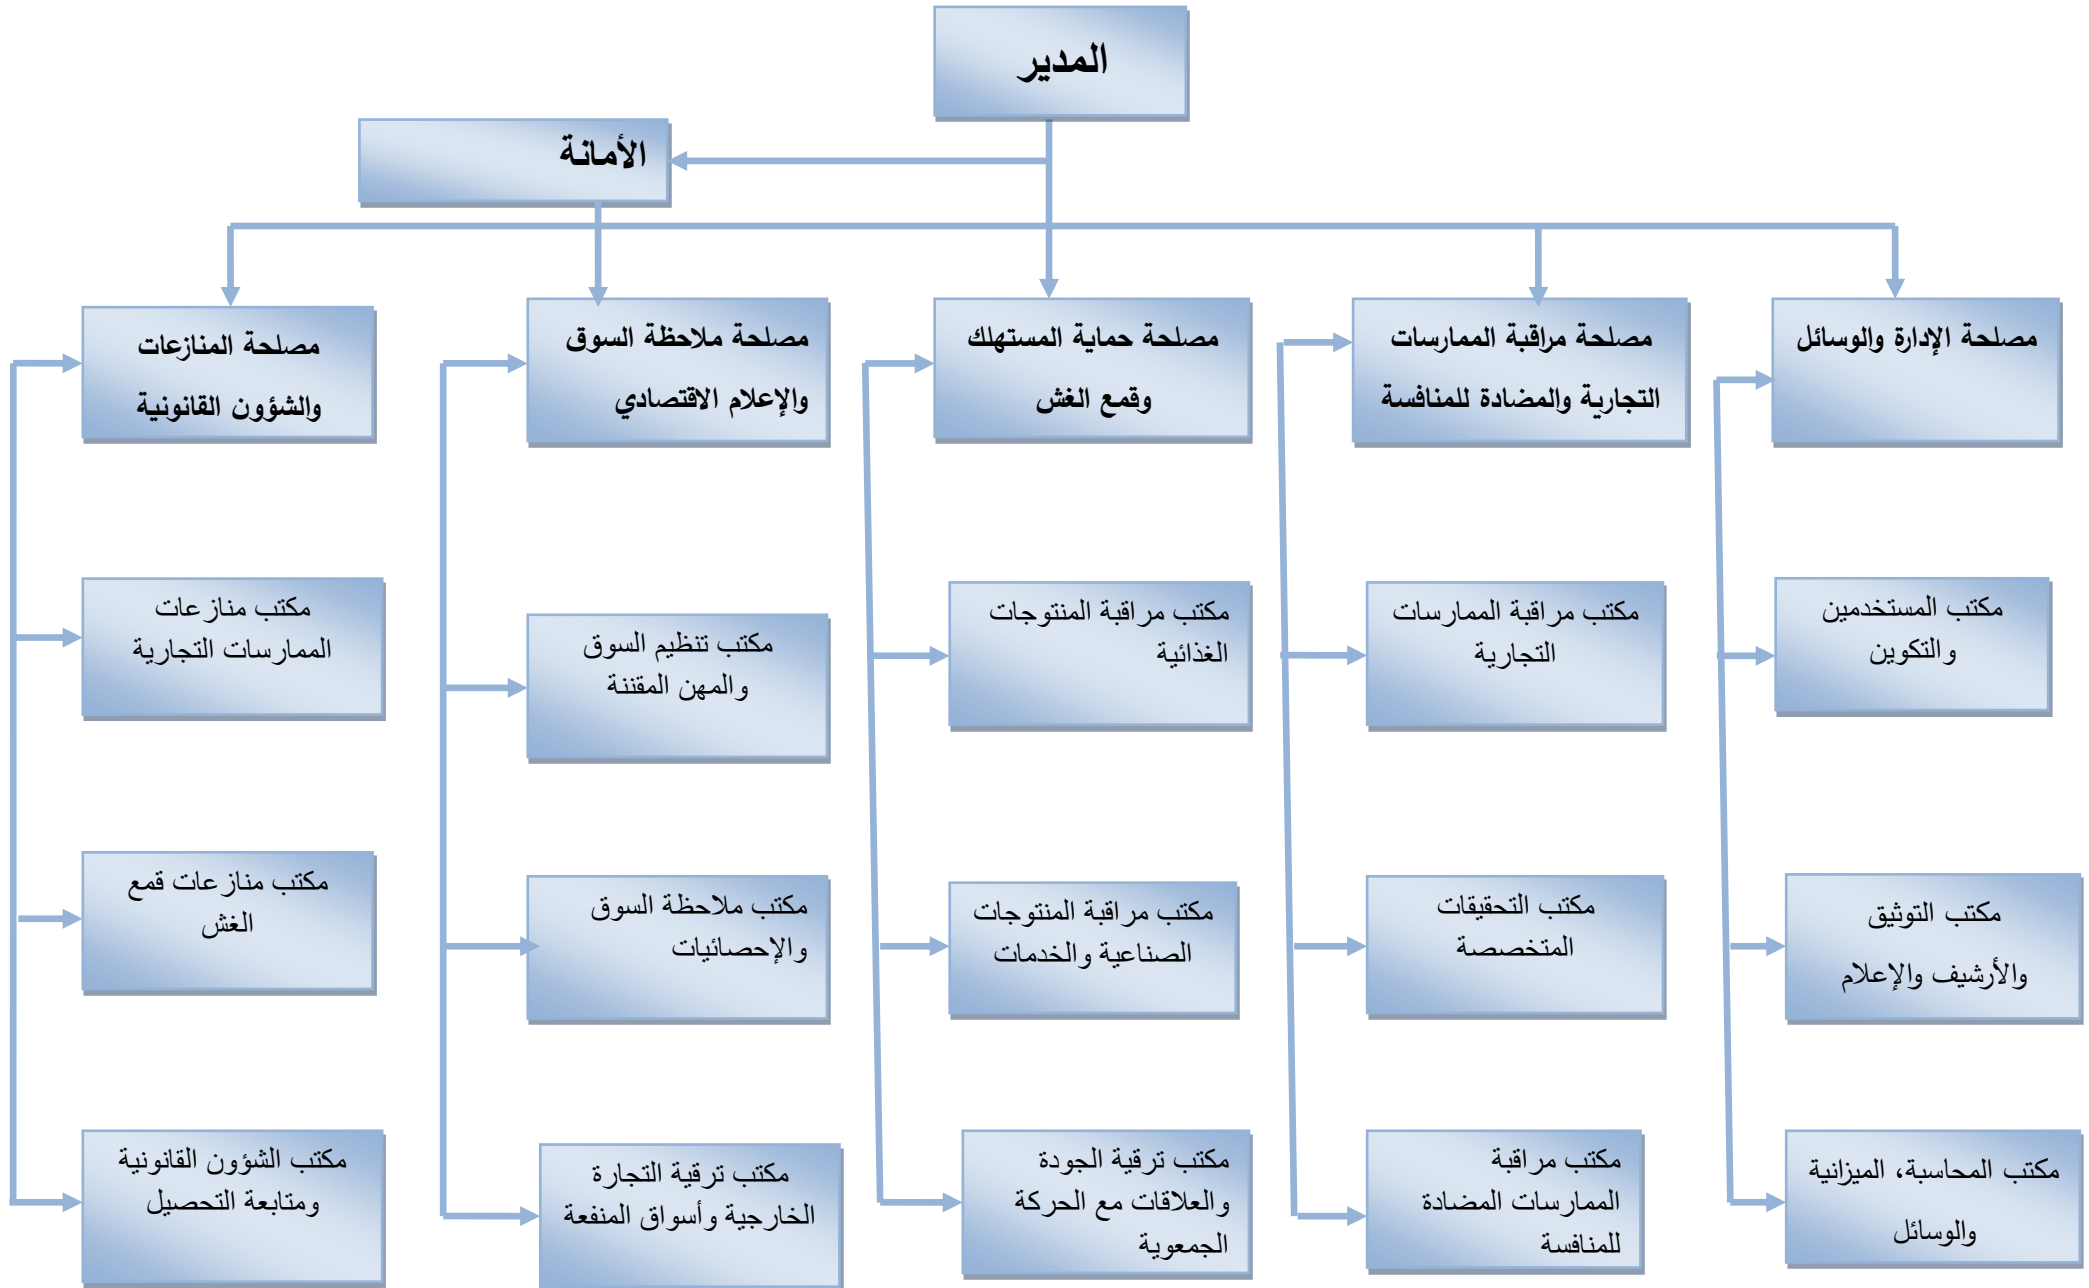 المدير
الأمانة
مصلحة الإدارة والوسائل
مصلحة مراقبة الممارسات
التجارية والمضادة للمنافسة
مصلحة حماية المستهلك
وقمع الغش
مصلحة ملاحظة السوق
والإعلام الاقتصادي
مصلحة المنازعات
والشؤون القانونية
مكتب المستخدمين
والتكوين
مكتب مراقبة الممارسات
التجارية
مكتب مراقبة المنتوجات
الغذائية
مكتب تنظيم السوق
والمهن المقننة
مكتب منازعات
الممارسات التجارية
مكتب التوثيق
والأرشيف والإعلام
مكتب التحقيقات
المتخصصة
مكتب مراقبة المنتوجات
الصناعية والخدمات
مكتب ملاحظة السوق
والإحصائيات
مكتب منازعات قمع
الغش
مكتب المحاسبة، الميزانية
والوسائل
مكتب مراقبة
الممارسات المضادة
للمنافسة
مكتب ترقية الجودة
والعلاقات مع الحركة
الجمعوية
مكتب ترقية التجارة
الخارجية وأسواق المنفعة
مكتب الشؤون القانونية
ومتابعة التحصيل